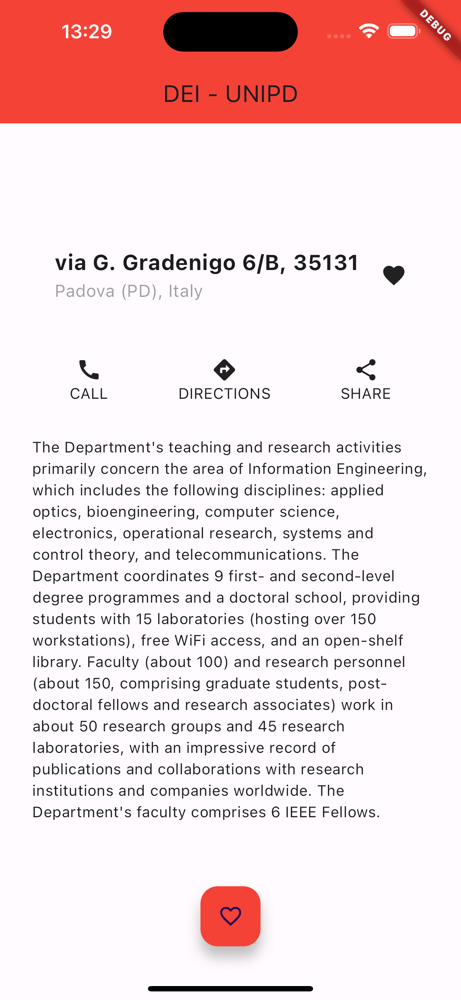 13:29
DEBUG
DEI - UNIPD
via G. Gradenigo 6/B, 35131
Padova (PD), Italy
CALL
DIRECTIONS
SHARE
The Department's teaching and research activities
primarily concern the area of Information Engineering,
which includes the following disciplines: applied
optics, bioengineering, computer science,
electronics, operational research, systems and
control theory, and telecommunications. The
Department coordinates 9 first- and second-level
degree programmes and a doctoral school, providing
students with 15 laboratories (hosting over 150
workstations), free WiFi access, and an open-shelf
library. Faculty (about 100) and research personnel
(about 150, comprising graduate students, post-
doctoral fellows and research associates) work in
about 50 research groups and 45 research
laboratories, with an impressive record of
publications and collaborations with research
institutions and companies worldwide. The
Department's faculty comprises 6 IEEE Fellows.